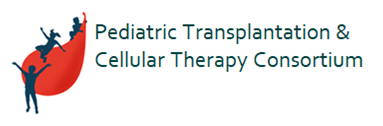 Pediatric Transplantation &
Cellular Therapy Consortium